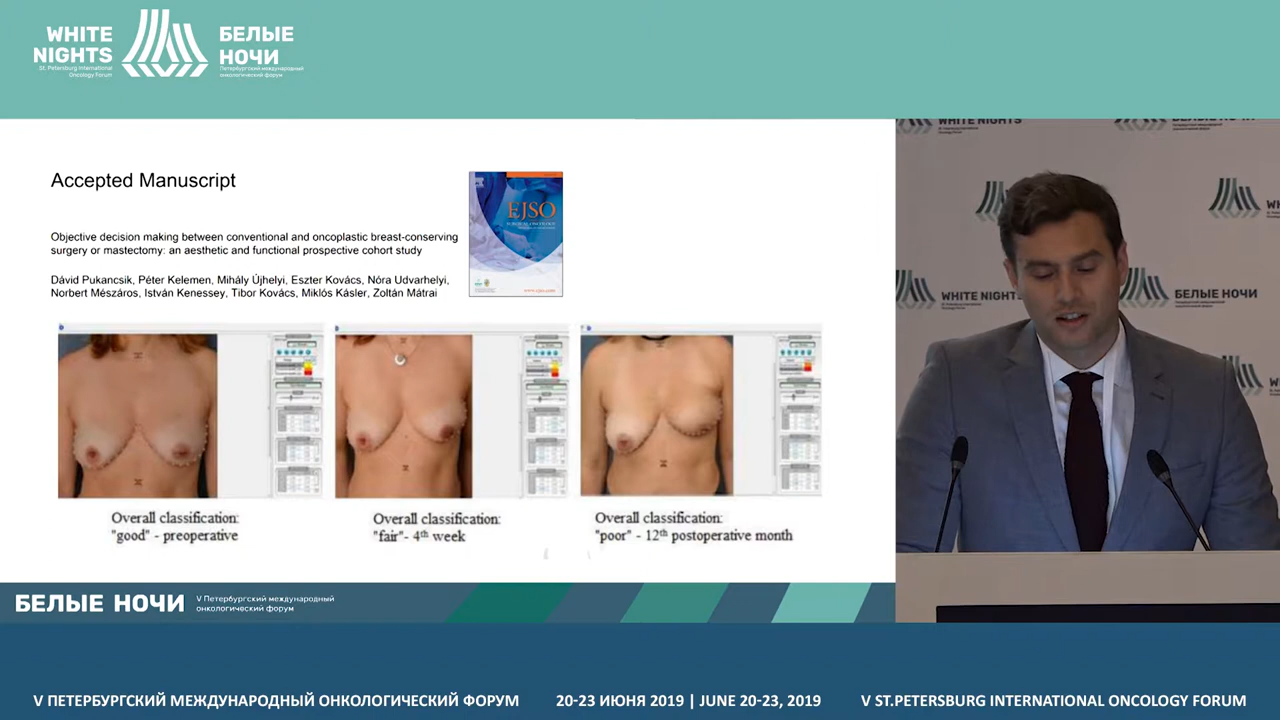 WHITE
NIGHTS
St. Petersburg International
Oncology Forum
БЕЛЫЕ
НОЧИ
Петербургский международный
онкологический форум
Accepted Manuscript
Objective decision making between conventional and oncoplastic breast-conserving
surgery or mastectomy: an aesthetic and functional prospective cohort study
Dávid Pukancsik, Péter Kelemen, Mihály Újhelyi, Eszter Kovács, Nóra Udvarhelyi,
Norbert Mészáros, István Kenessey, Tibor Kovács, Miklós Kásler, Zoltán Mátrai
EJSO
Overall classification:
"good" - preoperative
Overall classification:
"fair"- 4th week
Overall classification:
"poor" - 12th postoperative month
WHITE NIGHTS
БЕЛЫЕ НОЧИ
WHITE NIGHTS
БЕЛЫЕ НОЧИ
БЕЛЫЕ НОЧИ
V Петербургский международный
онкологический форум
V ПЕТЕРБУРГСКИЙ МЕЖДУНАРОДНЫЙ ОНКОЛОГИЧЕСКИЙ ФОРУМ
20-23 ИЮНЯ 2019 | JUNE 20-23, 2019
V ST.PETERSBURG INTERNATIONAL ONCOLOGY FORUM